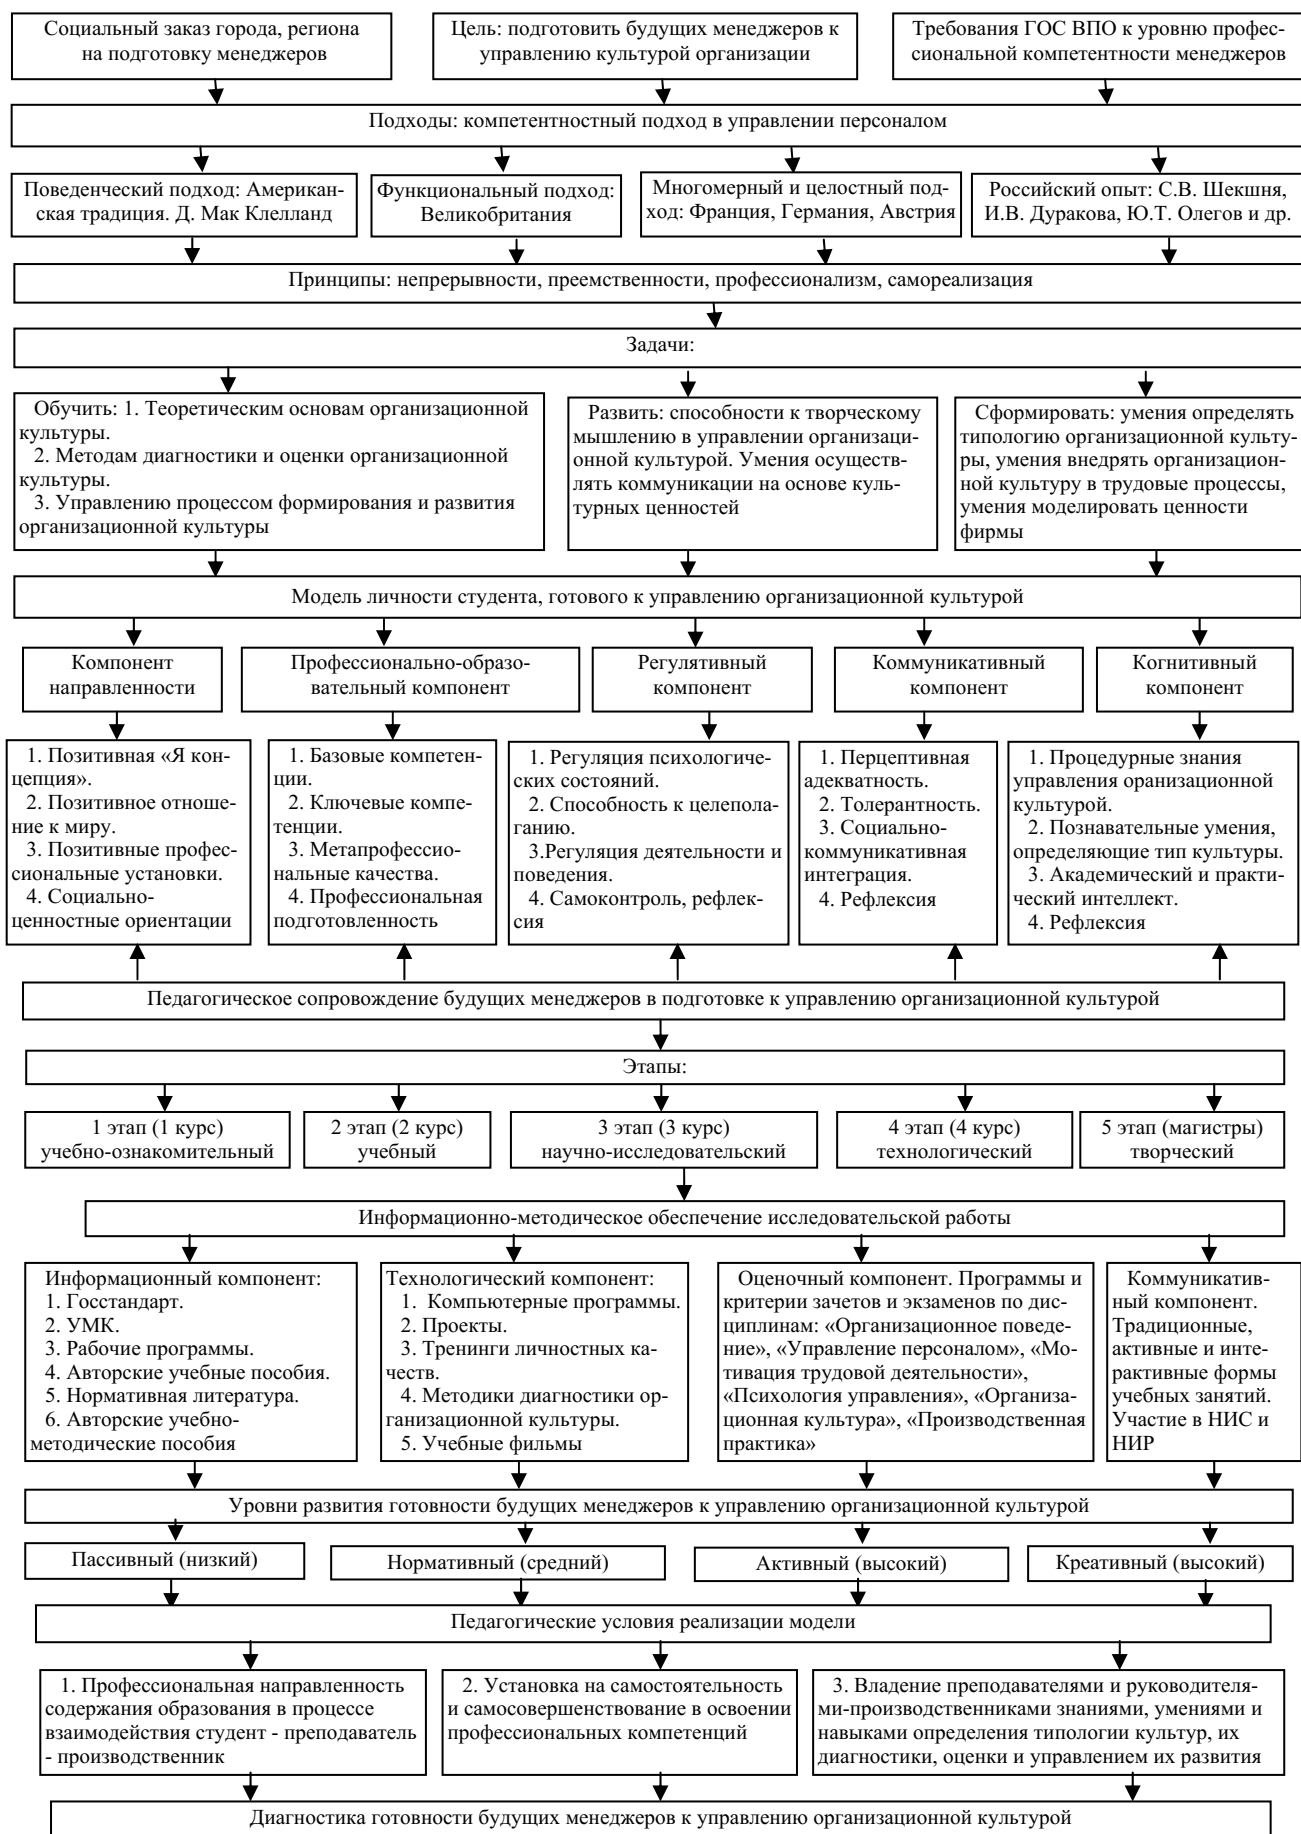 Социальный заказ города, региона
на подготовку менеджеров
Цель: подготовить будущих менеджеров к
управлению культурой организации
Требования ГОС ВПО к уровню профес-
сиональной компетентности менеджеров
Подходы: компетентностный подход в управлении персоналом
Поведенческий подход: Американ-
ская традиция. Д. Мак Клелланд
Функциональный подход:
Великобритания
Многомерный и целостный под-
ход: Франция, Германия, Австрия
Российский опыт: С.В. Шекшня,
И.В. Дуракова, Ю.Т. Олегов и др.
Принципы: непрерывности, преемственности, профессионализм, самореализация
Задачи:
Обучить: 1. Теоретическим основам организационной
культуры.
2. Методам диагностики и оценки организационной
культуры.
3. Управлению процессом формирования и развития
организационной культуры
Развить: способности к творческому
мышлению в управлении организаци-
онной культурой. Умения осуществ-
лять коммуникации на основе куль-
турных ценностей
Сформировать: умения определять
типологию организационной культу-
ры, умения внедрять организацион-
ной культуру в трудовые процессы,
умения моделировать ценности
фирмы
Модель личности студента, готового к управлению организационной культурой
Компонент
направленности
Профессионально-образо-
вательный компонент
Регулятивный
компонент
Коммуникативный
компонент
Когнитивный
компонент
1. Позитивная «Я кон-
цепция».
2. Позитивное отноше-
ние к миру.
3. Позитивные профес-
сиональные установки.
4. Социально-
ценностные ориентации
1. Базовые компетен-
ции.
2. Ключевые компе-
тенции.
3. Метапрофессио-
нальные качества.
4. Профессиональная
подготовленность
1. Регуляция психологиче-
ских состояний.
2. Способность к целепола-
ганию.
3.Регуляция деятельности и
поведения.
4. Самоконтроль, рефлек-
сия
1. Перцептивная
адекватность.
2. Толерантность.
3. Социально-
коммуникативная
интеграция.
4. Рефлексия
1. Процедурные знания
управления оранизационной
культурой.
2. Познавательные умения,
определяющие тип культуры.
3. Академический и практи-
ческий интеллект.
4. Рефлексия
Педагогическое сопровождение будущих менеджеров в подготовке к управлению организационной культурой
Этапы:
1 этап (1 курс)
учебно-ознакомительный
2 этап (2 курс)
учебный
3 этап (3 курс)
научно-исследовательский
4 этап (4 курс)
технологический
5 этап (магистры)
творческий
Информационно-методическое обеспечение исследовательской работы
Информационный компонент:
1. Госстандарт.
2. УМК.
3. Рабочие программы.
4. Авторские учебные пособия.
5. Нормативная литература.
6. Авторские учебно-
методические пособия
Технологический компонент:
1. Компьютерные программы.
2. Проекты.
3. Тренинги личностных ка-
честв.
4. Методики диагностики ор-
ганизационной культуры.
5. Учебные фильмы
Оценочный компонент. Программы и
критерии зачетов и экзаменов по дис-
циплинам: «Организационное поведе-
ние», «Управление персоналом», «Мо-
тивация трудовой деятельности»,
«Психология управления», «Организа-
ционная культура», «Производственная
практика»
Коммуникатив-
ный компонент.
Традиционные,
активные и инте-
рактивные формы
учебных занятий.
Участие в НИС и
НИР
Уровни развития готовности будущих менеджеров к управлению организационной культурой
Пассивный (низкий)
Нормативный (средний)
Активный (высокий)
Креативный (высокий)
Педагогические условия реализации модели
1. Профессиональная направленность
содержания образования в процессе
взаимодействия студент - преподаватель
- производственник
2. Установка на самостоятельность
и самосовершенствование в освоении
профессиональных компетенций
3. Владение преподавателями и руководителя-
ми-производственниками знаниями, умениями и
навыками определения типологии культур, их
диагностики, оценки и управлением их развития
Диагностика готовности будущих менеджеров к управлению организационной культурой